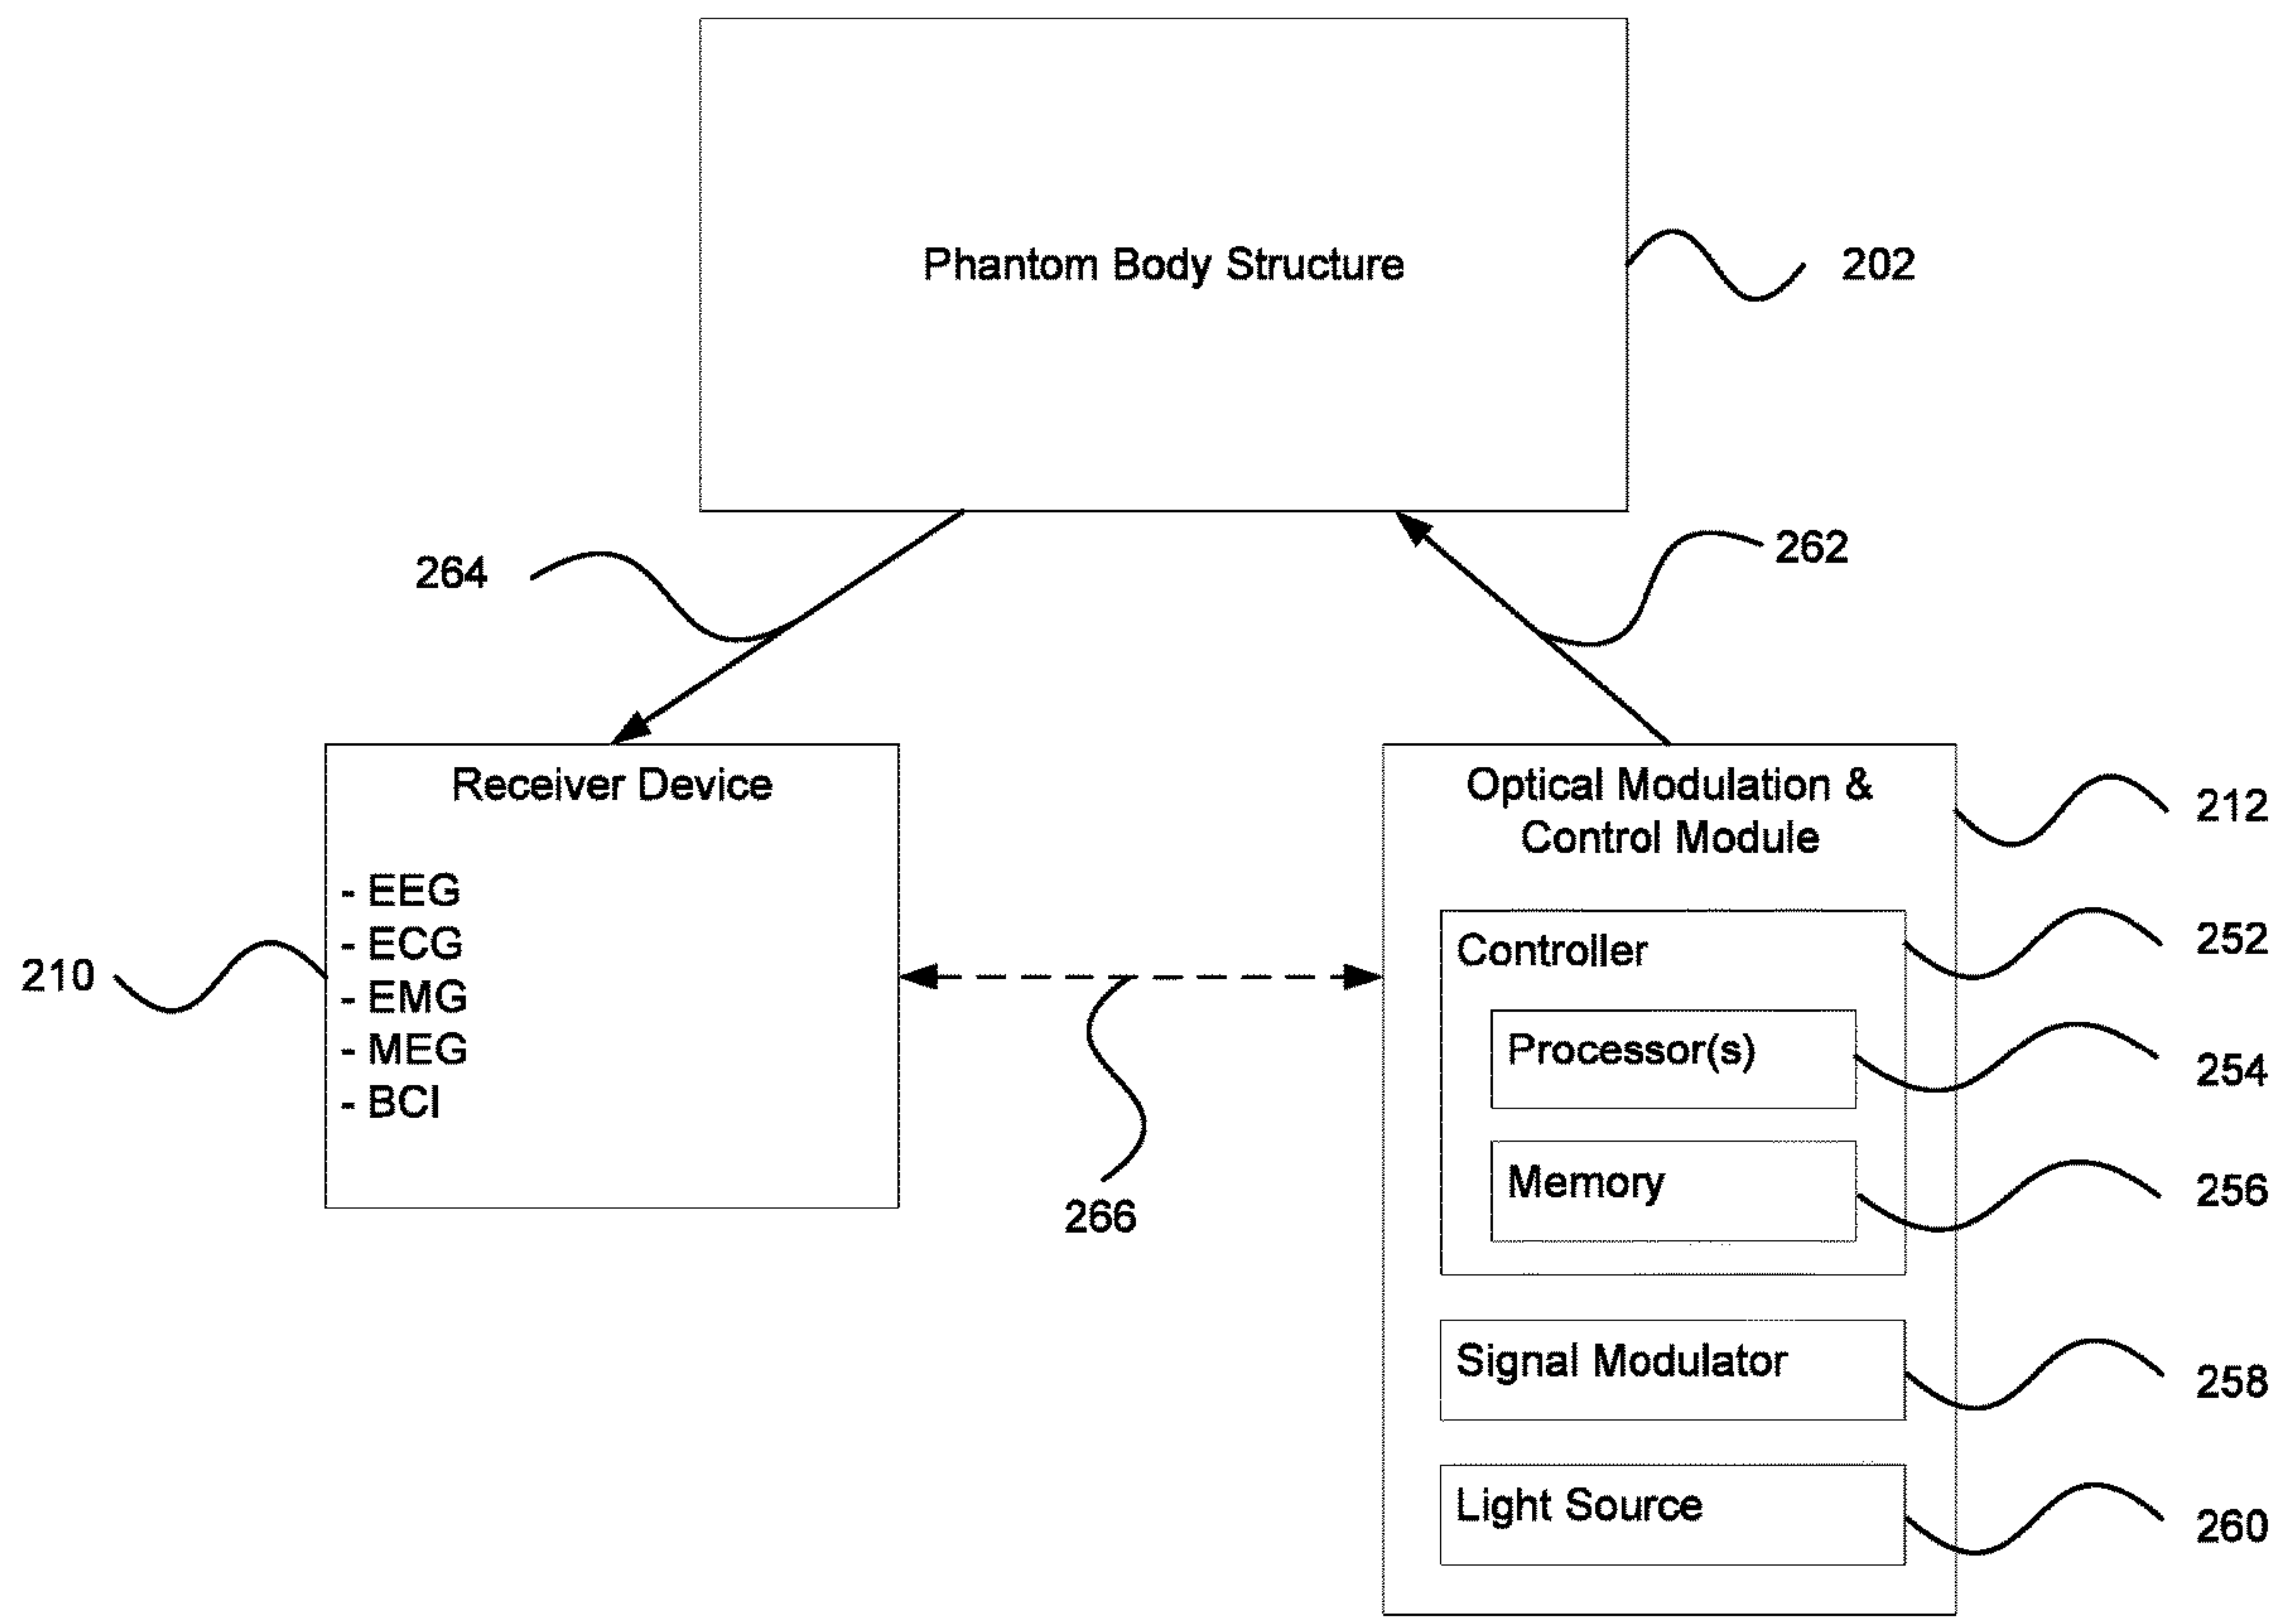 Phantom Body Structure
202
264
262
Receiver Device
- EEG
- ECG
- EMG
- MEG
- BCI
210
266
Optical Modulation &
Control Module
212
Controller
252
Processor(s)
254
Memory
256
Signal Modulator
258
Light Source
260